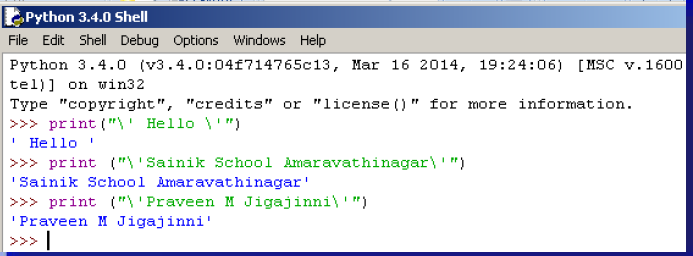 Python 3.4.0 Shell
File Edit Shell Debug Options Windows Help
Python 3.4.0 (v3.4.0:04f714765c13, Mar 16 2014, 19:24:06) [MSC v.1600
tel)] on win32
Type "copyright", "credits" or "license()" for more information.
>>> print("\' Hello \'")
' Hello '
>>> print ("\'Sainik School Amaravathinagar\'")
'Sainik School Amaravathinagar'
>>> print ("\'Praveen M Jigajinni\'")
'Praveen M Jigajinni'
>>>